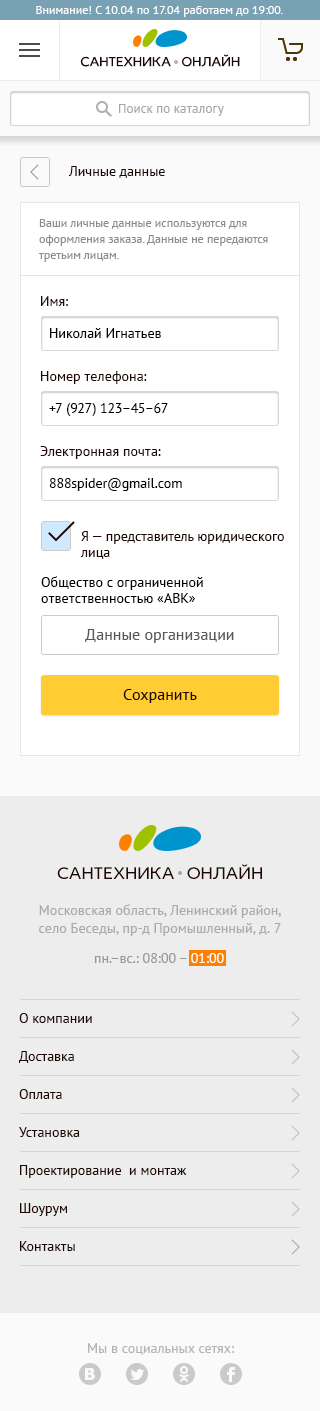 Внимание! С 10.04 по 17.04 работаем до 19:00.
САНТЕХНИКА • ОНЛАЙН
Поиск по каталогу
Личные данные
Ваши личные данные используются для
оформления заказа. Данные не передаются
третьим лицам.
Имя:
Николай Игнатьев
Номер телефона:
+7 (927) 123–45–67
Электронная почта:
888spider@gmail.com
Я — представитель юридического
лица
Общество с ограниченной
ответственностью «АВК»
Данные организации
Сохранить
САНТЕХНИКА • ОНЛАЙН
Московская область, Ленинский район,
село Беседы, пр-д Промышленный, д. 7
пн.–вс.: 08:00 – 01:00
О компании
Доставка
Оплата
Установка
Проектирование и монтаж
Шоурум
Контакты
Мы в социальных сетях: